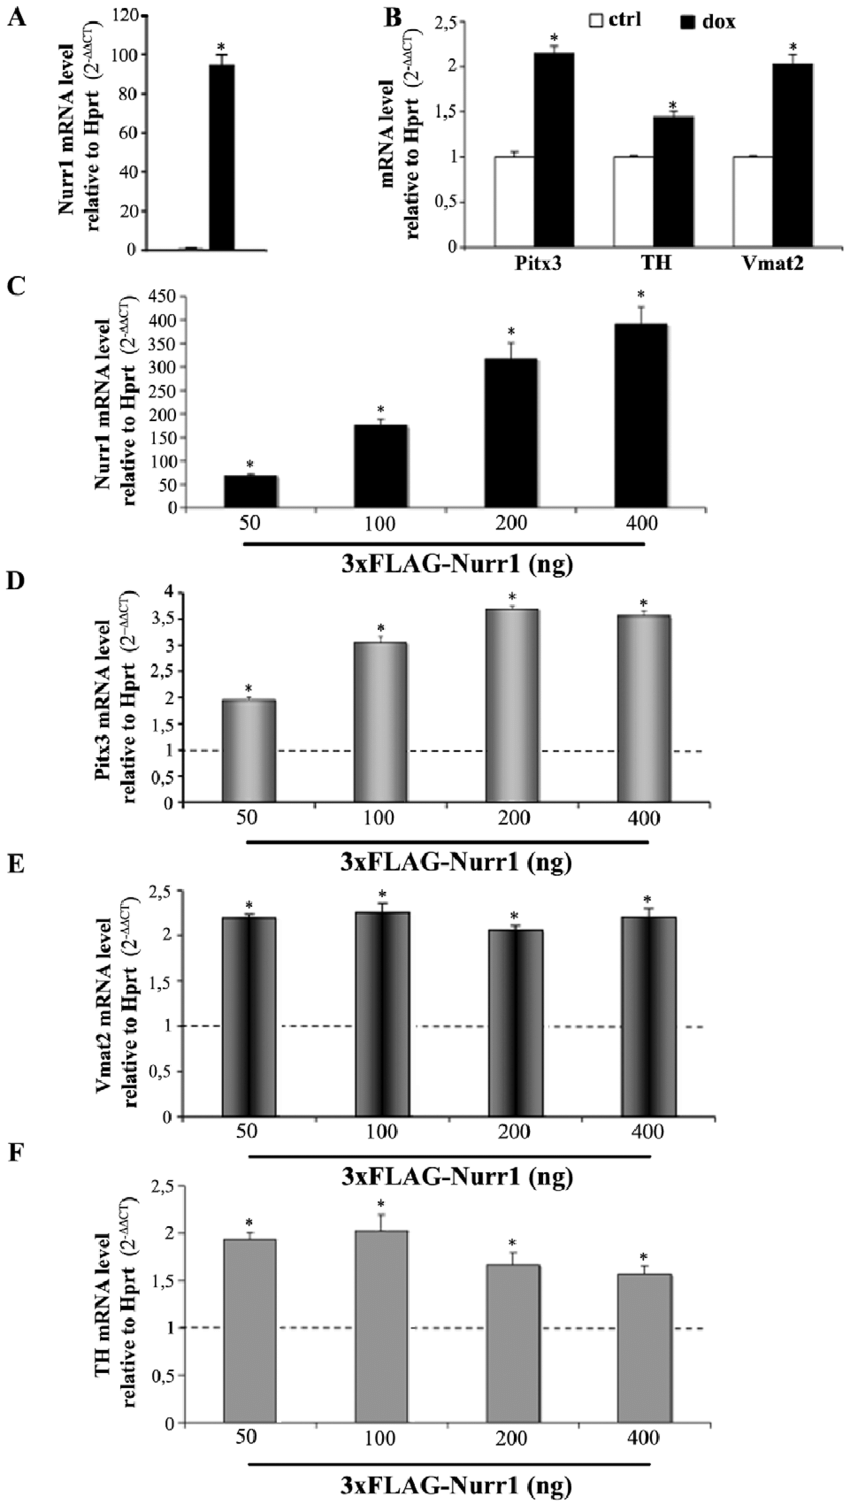 A
Nurr1 mRNA level
relative to Hprt (2-ΔΔCT)
120
100
80
60
40
20
0
*
B
mRNA level
relative to Hprt (2-ΔΔCT)
ctrl dox
2,5
2
1,5
1
0,5
0
* * *
Pitx3 TH Vmat2
C
Nurr1 mRNA level
relative to Hprt (2-ΔΔCT)
450
400
350
300
250
200
150
100
50
0
* * * *
50 100 200 400
3xFLAG-Nurr1 (ng)
D
Pitx3 mRNA level
relative to Hprt (2-ΔΔCT)
4
3,5
3
2,5
2
1,5
1
0,5
0
* * * *
50 100 200 400
3xFLAG-Nurr1 (ng)
E
Vmat2 mRNA level
relative to Hprt (2-ΔΔCT)
2,5
2
1,5
1
0,5
0
* * * *
50 100 200 400
3xFLAG-Nurr1 (ng)
F
TH mRNA level
relative to Hprt (2-ΔΔCT)
2,5
2
1,5
1
0,5
0
* * * *
50 100 200 400
3xFLAG-Nurr1 (ng)